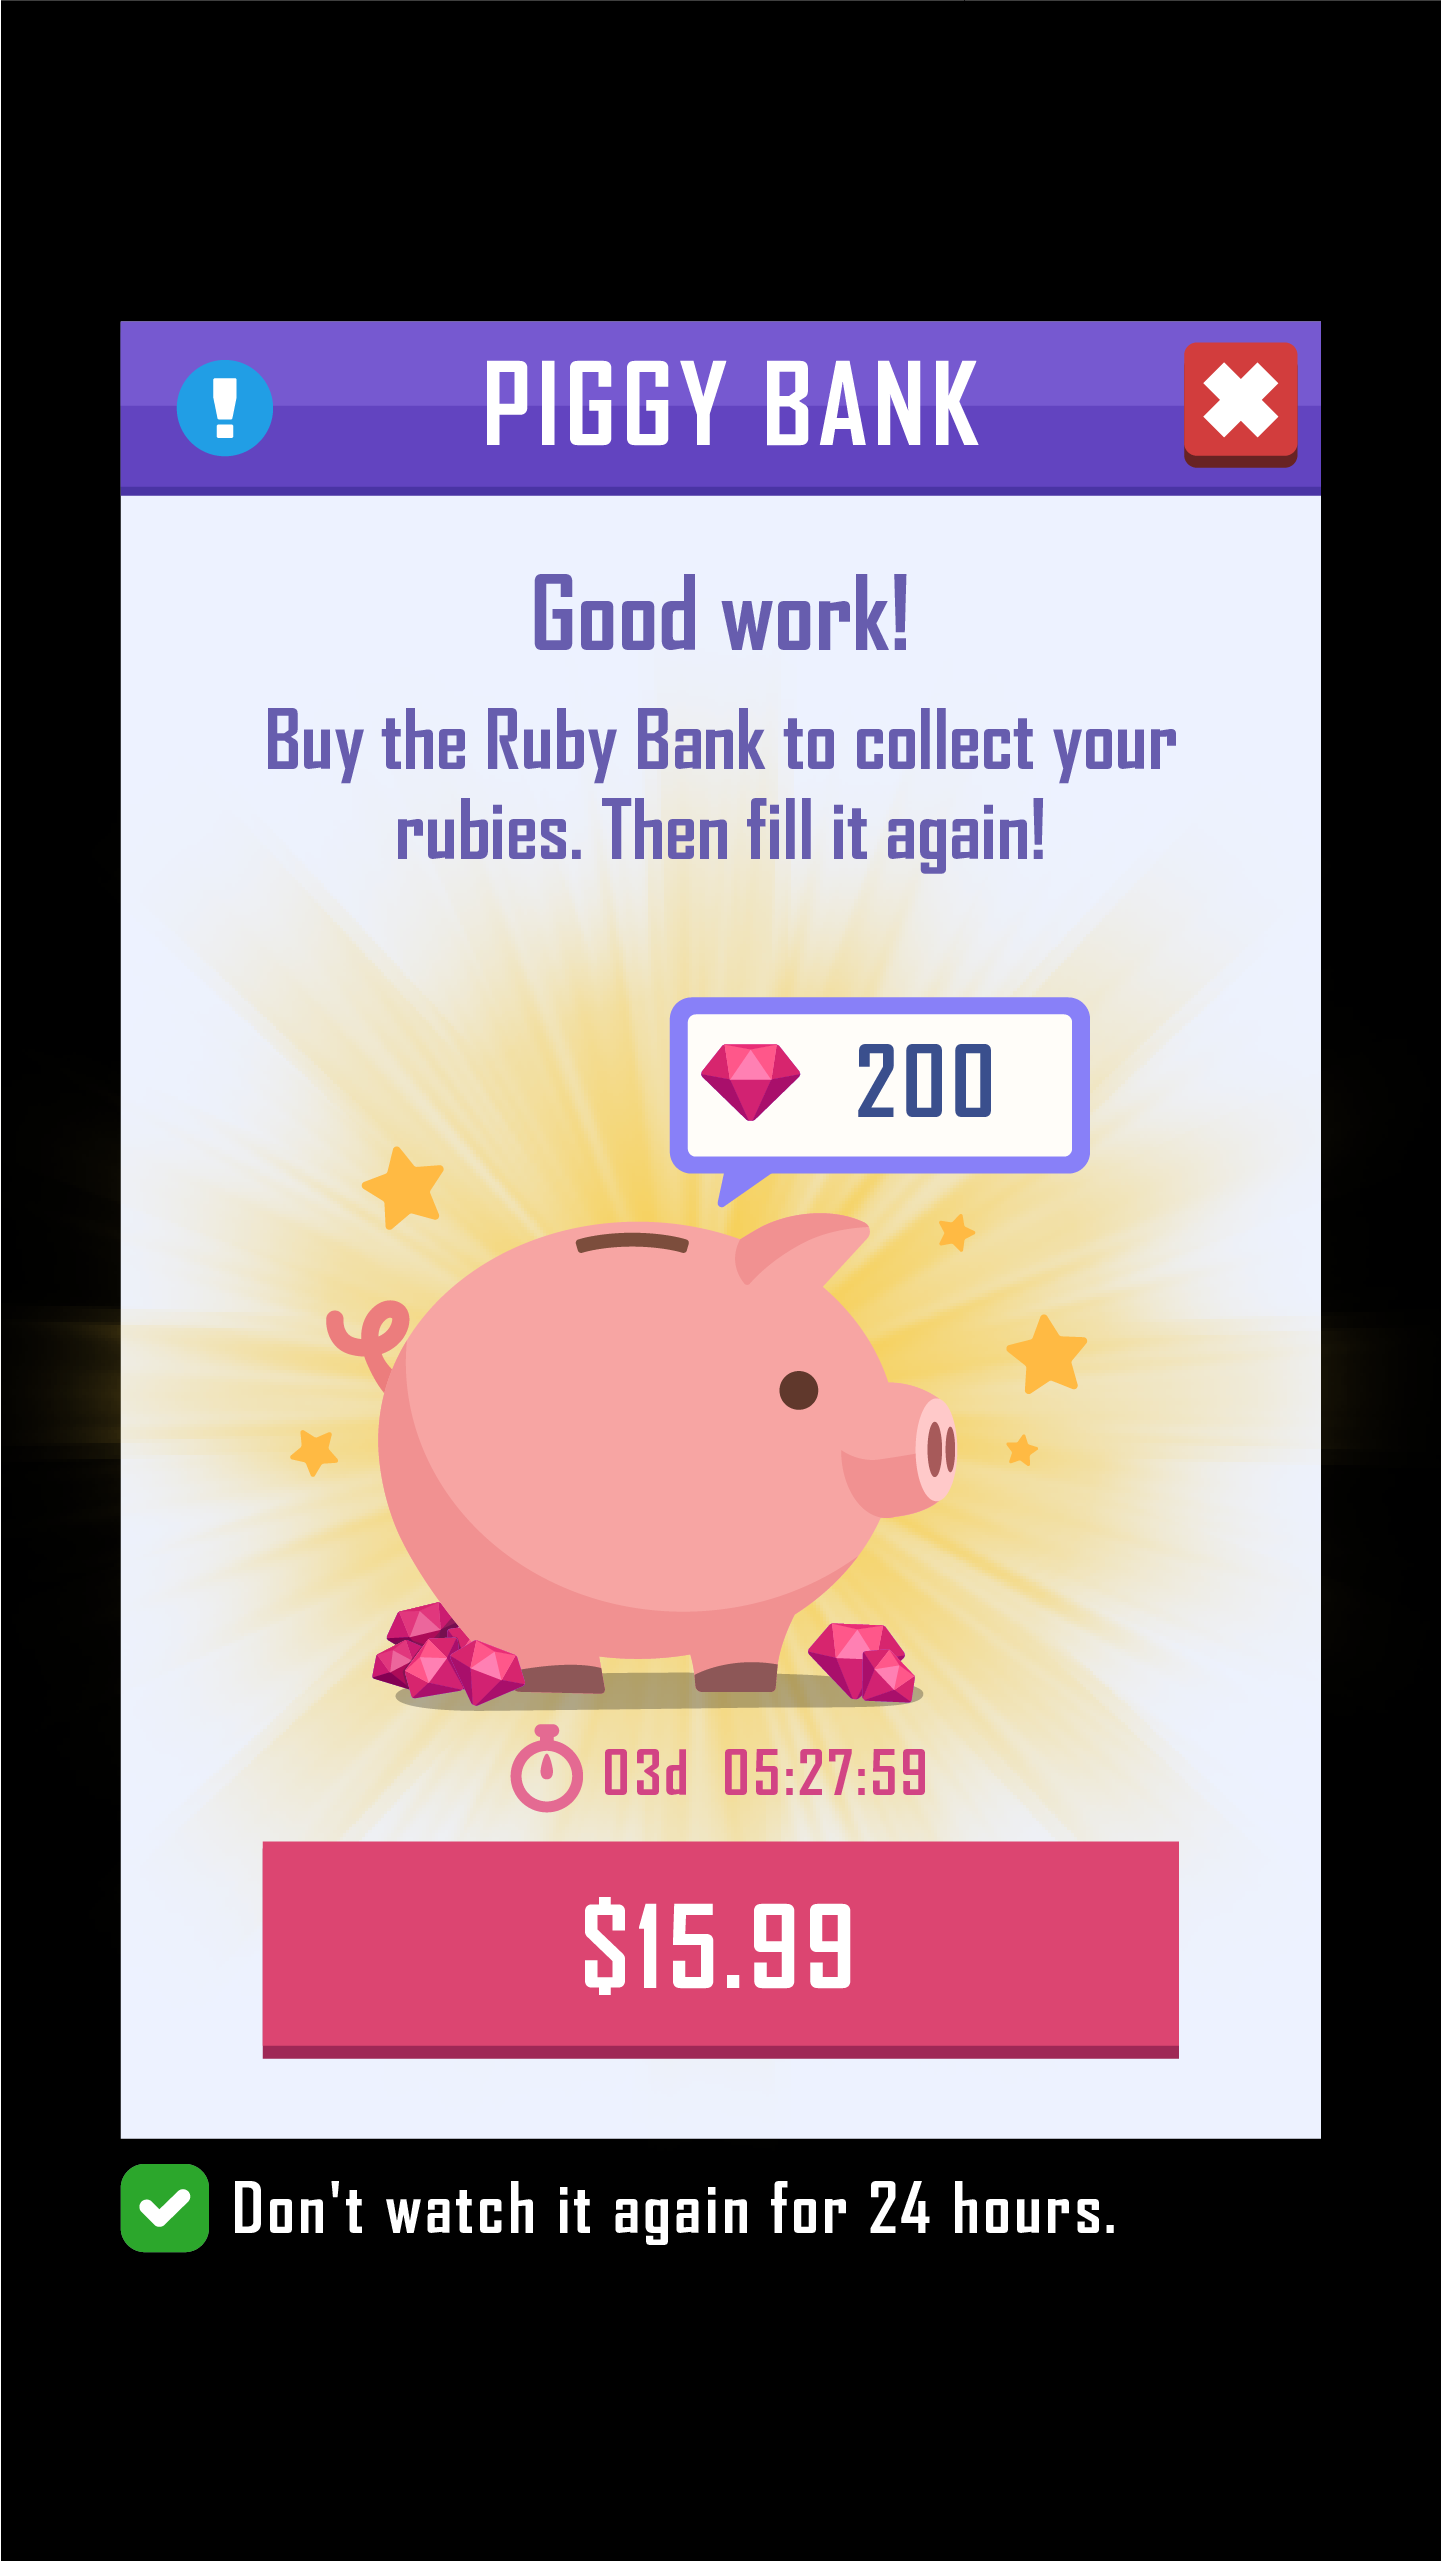 PIGGY BANK
Good work!
Buy the Ruby Bank to collect your
rubies. Then fill it again!
200
03d 05:27:59
$15.99
Don't watch it again for 24 hours.